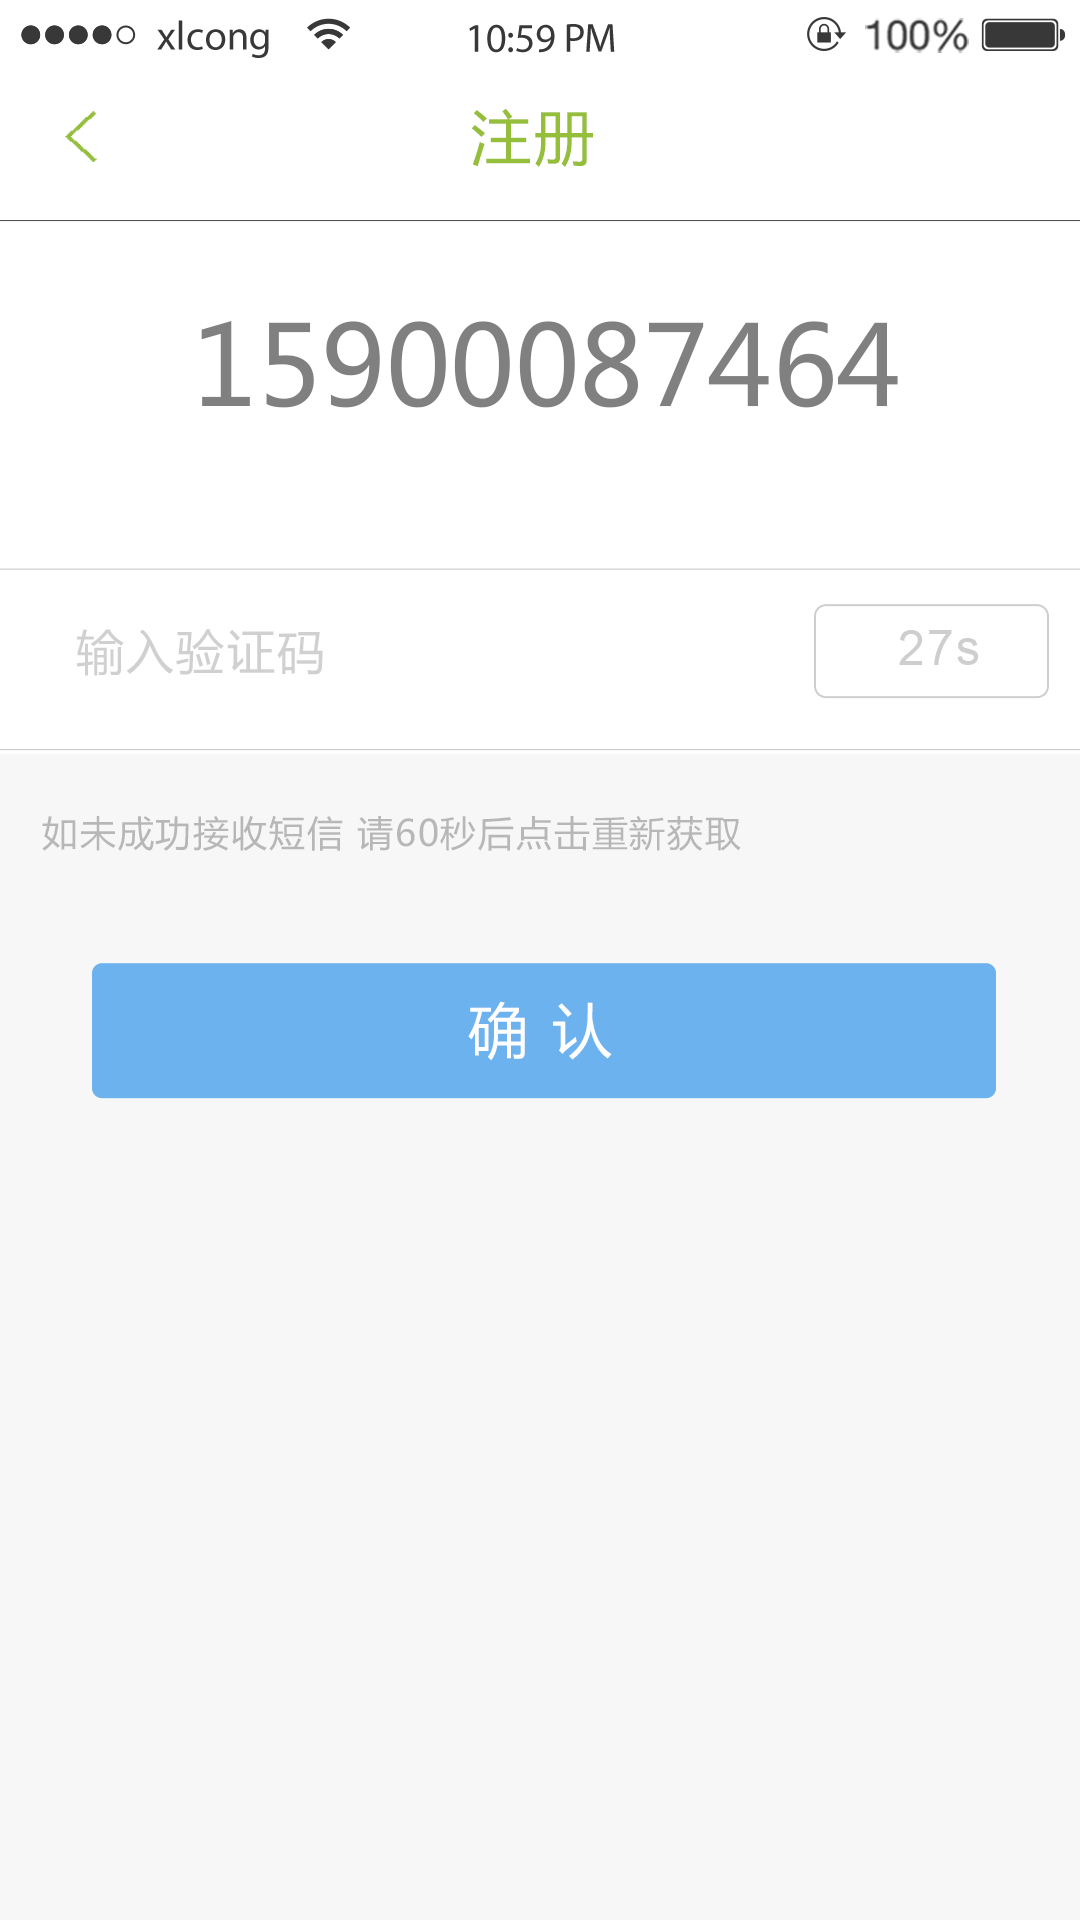 xlcong 10:59 PM 100%
注册
15900087464
输入验证码 27s
如未成功接收短信 请60秒后点击重新获取
确 认